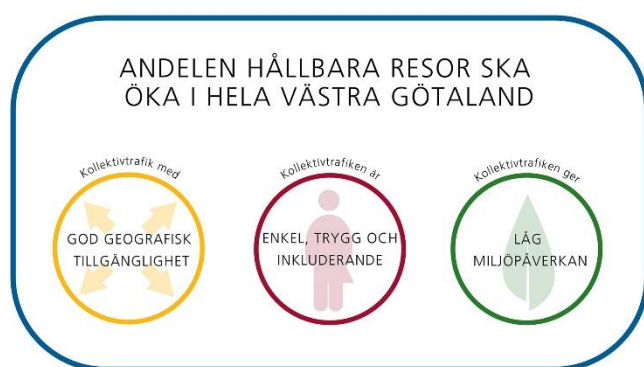 ANDELEN HÅLLBARA RESOR SKA
ÖKA I HELA VÄSTRA GÖTALAND
Kollektivtrafik med
GOD GEOGRAFISK
TILLGÄNGLIGHET
Kollektivtrafiken är
ENKEL, TRYGG OCH
INKLUDERANDE
Kollektivtrafiken ger
LÅG
MILJÖPÅVERKAN